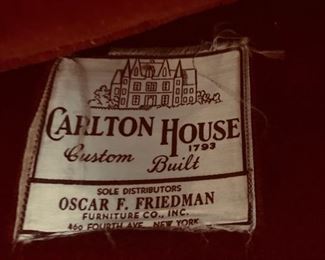 CARLTON HOUSE
1793
Custom Built
SOLE DISTRIBUTORS
OSCAR F. FRIEDMAN
FURNITURE CO., INC.
460 FOURTH AVE. NEW YORK